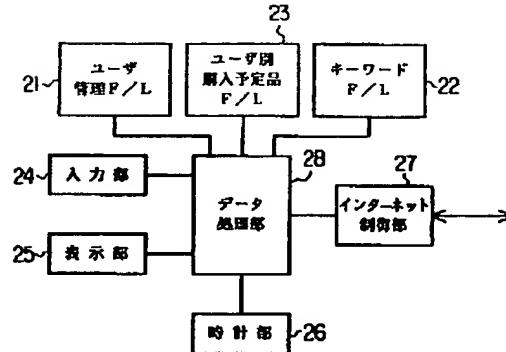 23
ユーザ
管理F/L
21
ユーザ別
購入予定品
F/L
キーワード
F/L
22
28
24
入力部
データ
処理部
27
インターネット
制御部
25
表示部
時計部
26